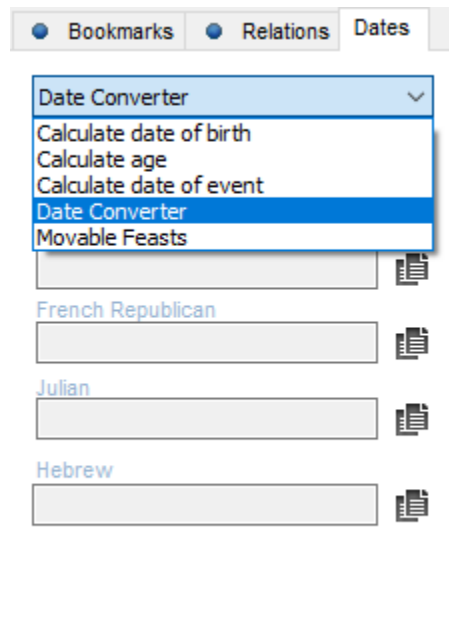 Bookmarks Relations Dates
Date Converter
Calculate date of birth
Calculate age
Calculate date of event
Date Converter
Movable Feasts
French Republican
Julian
Hebrew